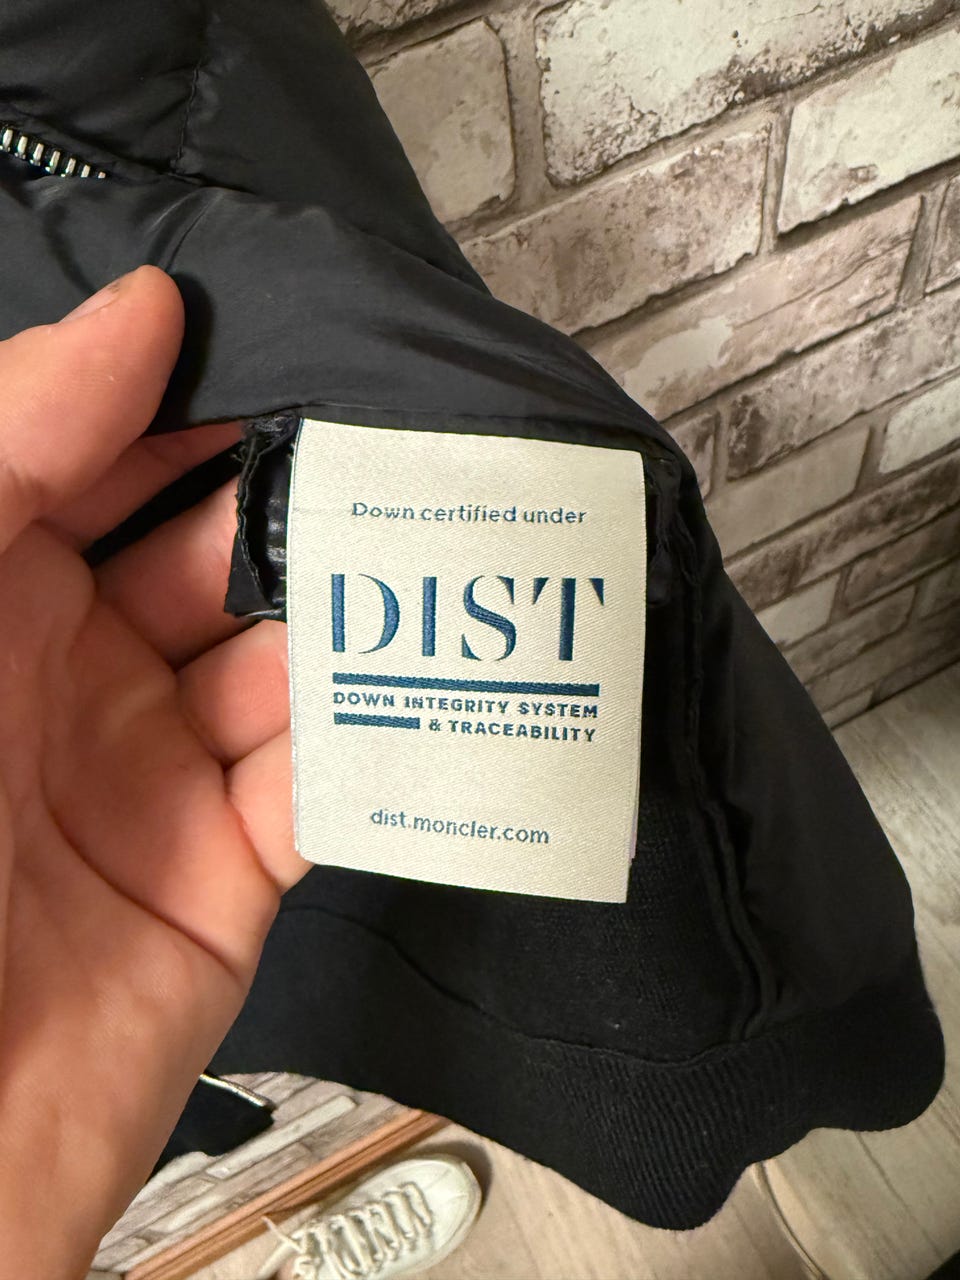 Down certified under
DIST
DOWN INTEGRITY SYSTEM
& TRACEABILITY
dist.moncler.com